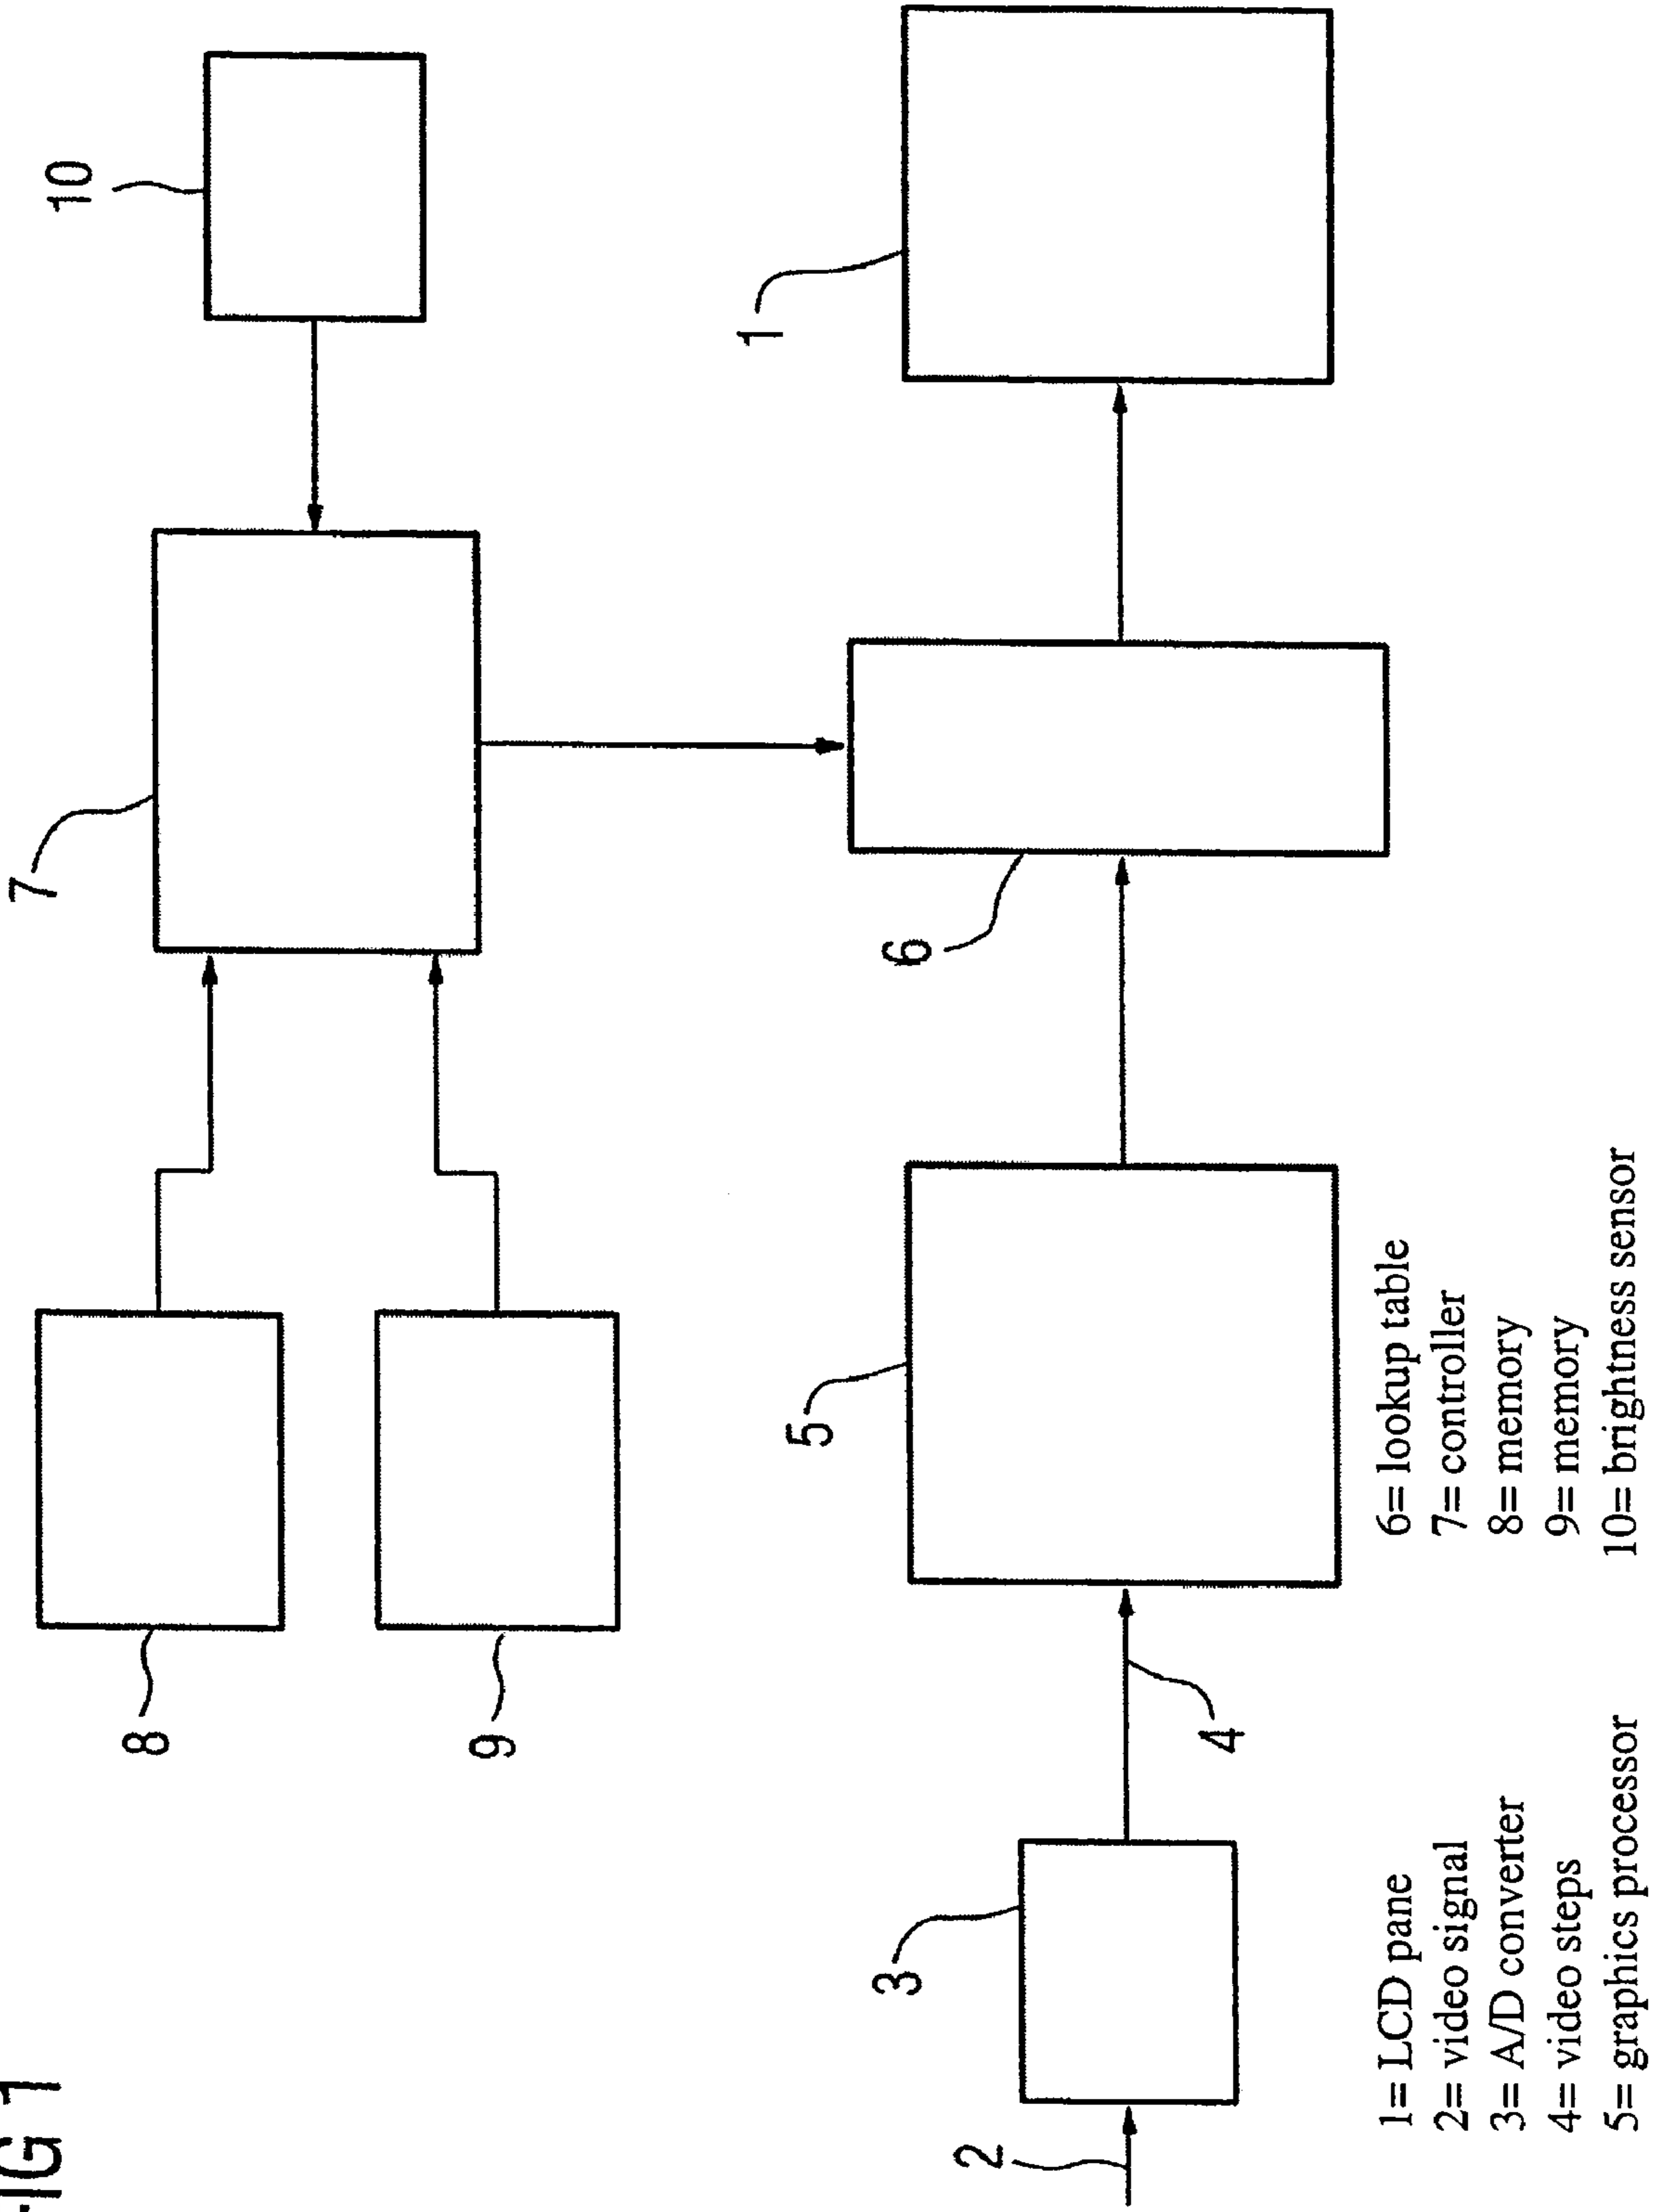 FIG 1
7
10
8
9
1
5
3
6
2
4
1= LCD pane
2= video signal
3= A/D converter
4= video steps
5= graphics processor
6= lookup table
7= controller
8= memory
9= memory
10= brightness sensor